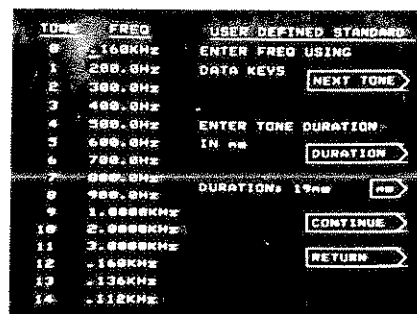 TONE FREQ USER DEFINED STANDARD
0 .160KHz ENTER FREQ USING
1 200.0Hz DATA KEYS
NEXT TONE
2 300.0Hz
3 400.0Hz
4 500.0Hz ENTER TONE DURATION
5 600.0Hz IN ms
6 700.0Hz DURATION
7 800.0Hz
8 900.0Hz DURATION: 19ms ms
9 1.0000KHz
10 2.0000KHz CONTINUE
11 3.0000KHz
12 .160KHz RETURN
13 .136KHz
14 .112KHz